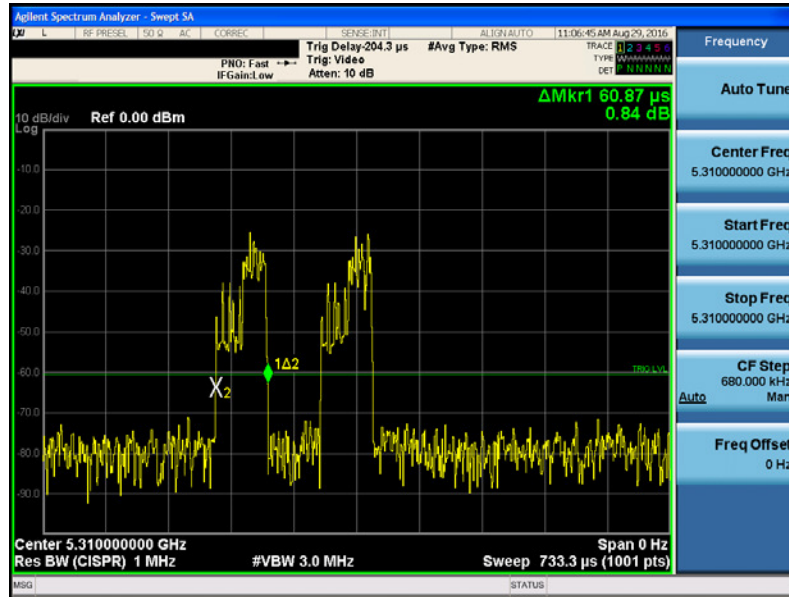 Agilent Spectrum Analyzer - Swept SA
L RF PRESEL 50 Ω AC CORREC SENSE:INT ALIGN AUTO 11:06:45 AM Aug 29, 2016
Trig Delay-204.3 µs #Avg Type: RMS TRACE 1 2 3 4 5 6
PNO: Fast Trig: Video TYPE
IFGain:Low Atten: 10 dB DET P N N N N N
ΔMkr1 60.87 µs
0.84 dB
10 dB/div Ref 0.00 dBm
Log
-10.0
-20.0
-30.0
-40.0
-50.0
-60.0
-70.0
-80.0
-90.0
1Δ2
X2
TRIG LVL
Center 5.310000000 GHz Span 0 Hz
Res BW (CISPR) 1 MHz #VBW 3.0 MHz Sweep 733.3 µs (1001 pts)
MSG STATUS
Frequency
Auto Tune
Center Freq
5.310000000 GHz
Start Freq
5.310000000 GHz
Stop Freq
5.310000000 GHz
CF Step
680.000 kHz
Auto Man
Freq Offset
0 Hz